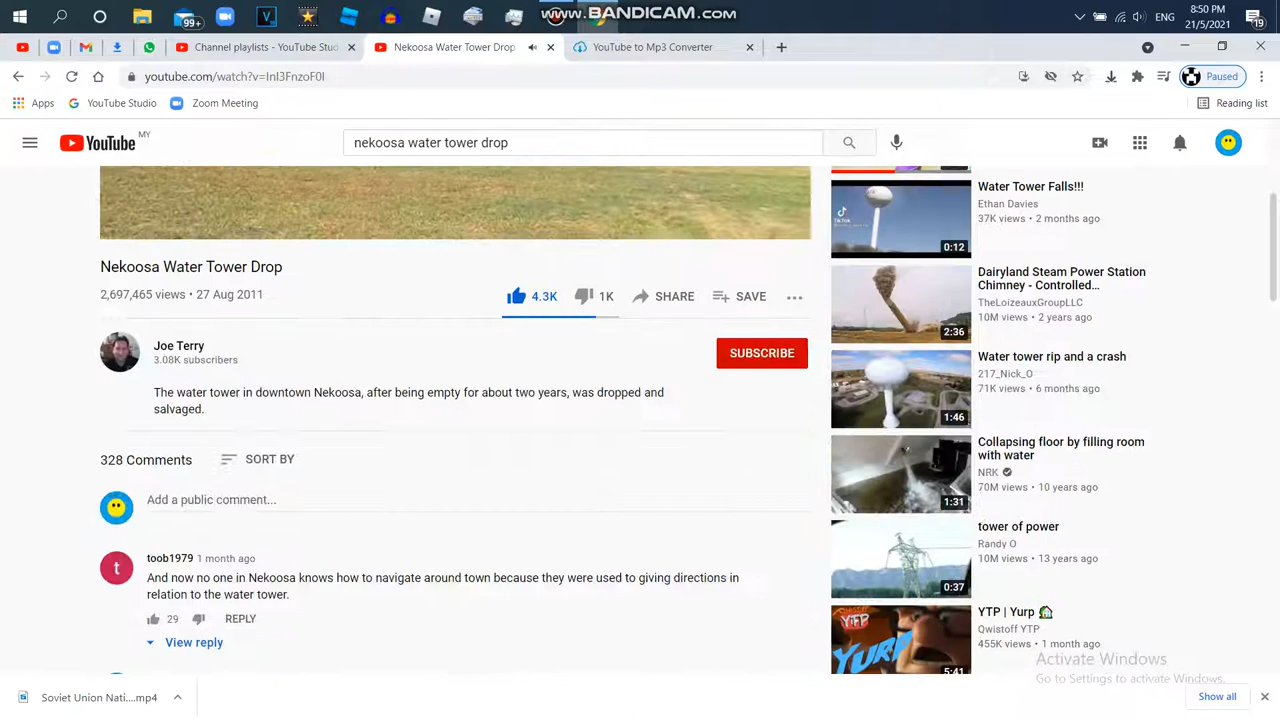 www.BANDICAM.com
99+
ENG
8:50 PM
21/5/2021
19
Channel playlists - YouTube Stud
Nekoosa Water Tower Drop
YouTube to Mp3 Converter
youtube.com/watch?v=InI3FnzoF0I
Paused
Apps
YouTube Studio
Zoom Meeting
Reading list
YouTube MY
nekoosa water tower drop
Nekoosa Water Tower Drop
2,697,465 views • 27 Aug 2011
4.3K
1K
SHARE
SAVE
Joe Terry
3.08K subscribers
SUBSCRIBE
The water tower in downtown Nekoosa, after being empty for about two years, was dropped and
salvaged.
328 Comments
SORT BY
Add a public comment...
toob1979 1 month ago
And now no one in Nekoosa knows how to navigate around town because they were used to giving directions in
relation to the water tower.
29
REPLY
View reply
Water Tower Falls!!!
Ethan Davies
37K views • 2 months ago
TikTok
0:12
Dairyland Steam Power Station
Chimney - Controlled...
TheLoizeauxGroupLLC
10M views • 2 years ago
2:36
Water tower rip and a crash
217_Nick_O
71K views • 6 months ago
1:46
Collapsing floor by filling room
with water
NRK
70M views • 10 years ago
1:31
tower of power
Randy O
10M views • 13 years ago
0:37
YTP | Yurp
Qwistoff YTP
455K views • 1 month ago
YURP
5:41
Activate Windows
Go to Settings to activate Windows.
Soviet Union Nati....mp4
Show all